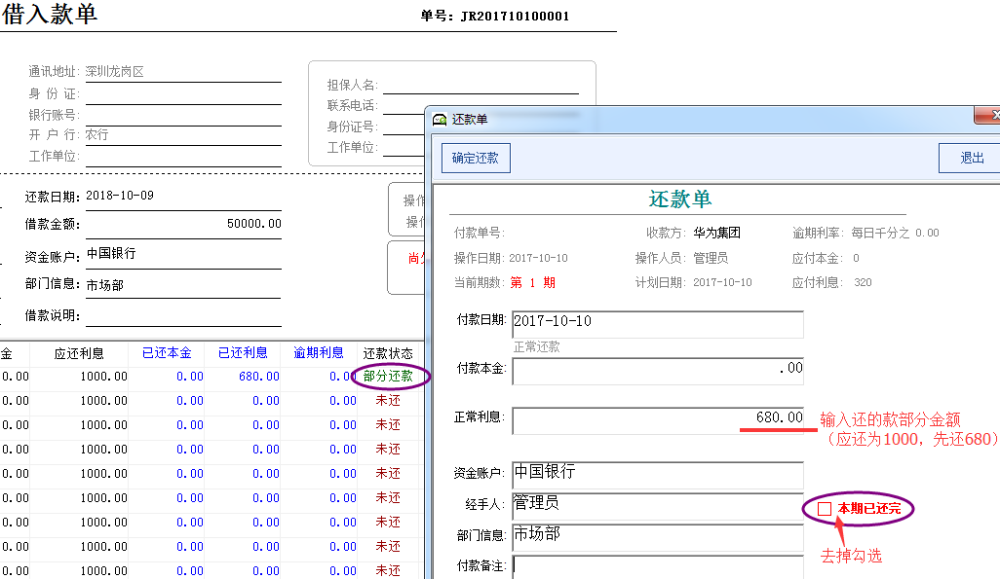 借入款单
单号: JR201710100001
通讯地址: 深圳龙岗区
身 份 证:
银行账号:
开 户 行: 农行
工作单位:
担保人名:
联系电话:
身份证号:
工作单位:
还款日期: 2018-10-09
借款金额: 50000.00
资金账户: 中国银行
部门信息: 市场部
借款说明:
操作
操作
尚
金 应还利息 已还本金 已还利息 逾期利息 还款状态
0.00 1000.00 0.00 680.00 0.00 部分还款
0.00 1000.00 0.00 0.00 0.00 未还
0.00 1000.00 0.00 0.00 0.00 未还
0.00 1000.00 0.00 0.00 0.00 未还
0.00 1000.00 0.00 0.00 0.00 未还
0.00 1000.00 0.00 0.00 0.00 未还
0.00 1000.00 0.00 0.00 0.00 未还
0.00 1000.00 0.00 0.00 0.00 未还
0.00 1000.00 0.00 0.00 0.00 未还
还款单
确定还款 退出
还款单
付款单号: 收款方: 华为集团 逾期利率: 每日千分之 0.00
操作日期: 2017-10-10 操作人员: 管理员 应付本金: 0
当前期数: 第 1 期 计划日期: 2017-10-10 应付利息: 320
付款日期: 2017-10-10
正常还款
付款本金: .00
正常利息: 680.00
输入还的款部分金额
（应还为1000，先还680）
资金账户: 中国银行
经手人: 管理员
本期已还完
部门信息: 市场部
去掉勾选
付款备注: